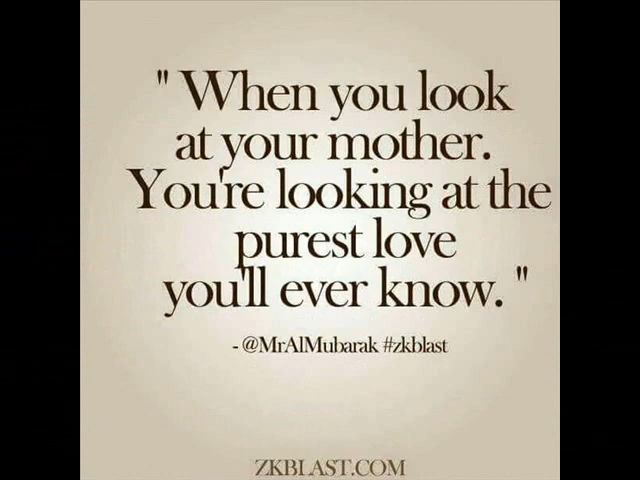 " When you look
at your mother.
You're looking at the
purest love
you'll ever know. "
- @MrAlMubarak #zkblast
ZKBLAST.COM